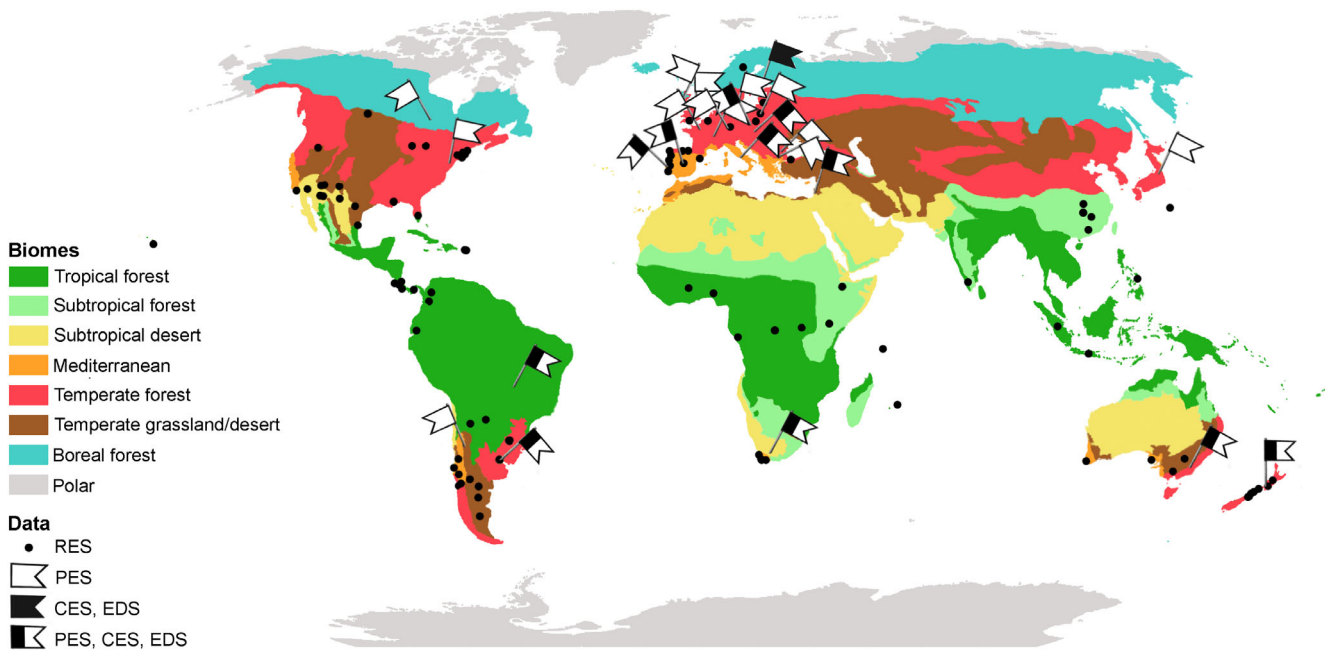 Biomes
Tropical forest
Subtropical forest
Subtropical desert
Mediterranean
Temperate forest
Temperate grassland/desert
Boreal forest
Polar
Data
RES
PES
CES, EDS
PES, CES, EDS